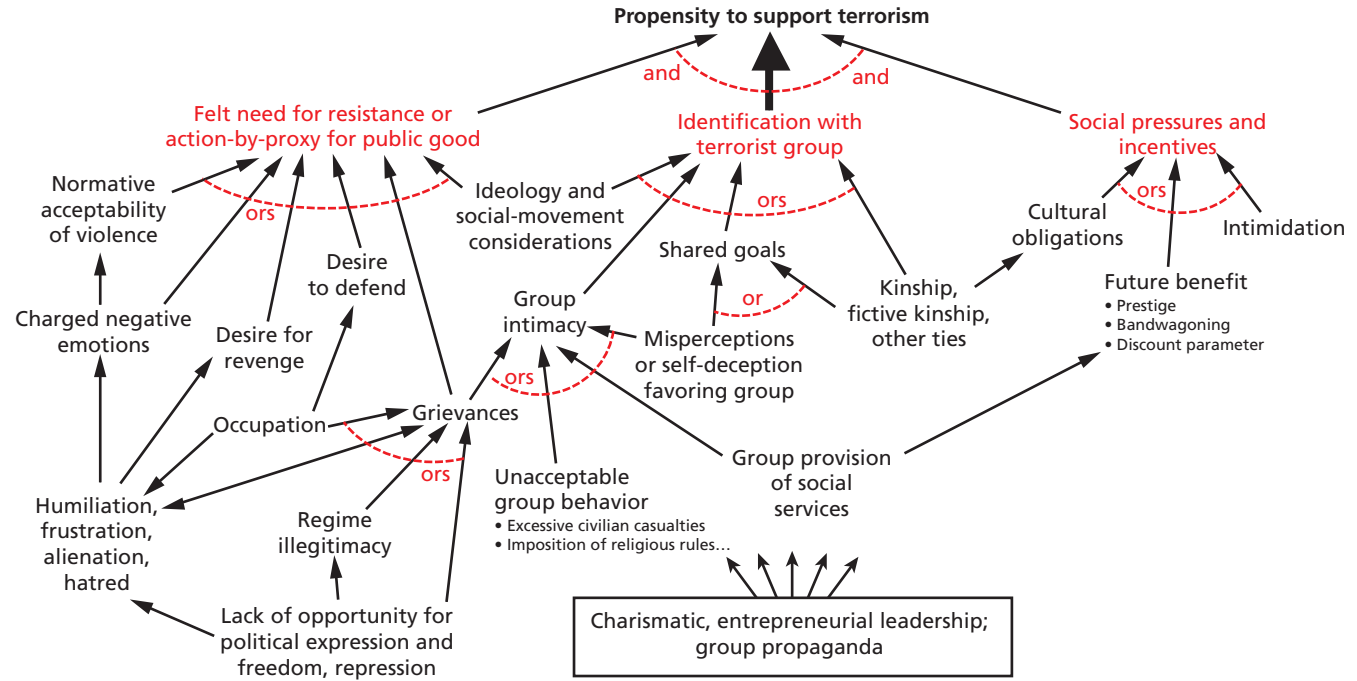 Propensity to support terrorism
and
and
Felt need for resistance or
action-by-proxy for public good
Identification with
terrorist group
Social pressures and
incentives
Normative
acceptability
of violence
ors
Ideology and
social-movement
considerations
ors
ors
Cultural
obligations
Intimidation
Shared goals
Desire
to defend
Kinship,
fictive kinship,
other ties
Future benefit
• Prestige
• Bandwagoning
• Discount parameter
Group
intimacy
or
Charged negative
emotions
Desire for
revenge
Misperceptions
or self-deception
favoring group
ors
Occupation
Grievances
ors
Group provision
of social
services
Unacceptable
group behavior
• Excessive civilian casualties
• Imposition of religious rules…
Humiliation,
frustration,
alienation,
hatred
Regime
illegitimacy
Lack of opportunity for
political expression and
freedom, repression
Charismatic, entrepreneurial leadership;
group propaganda